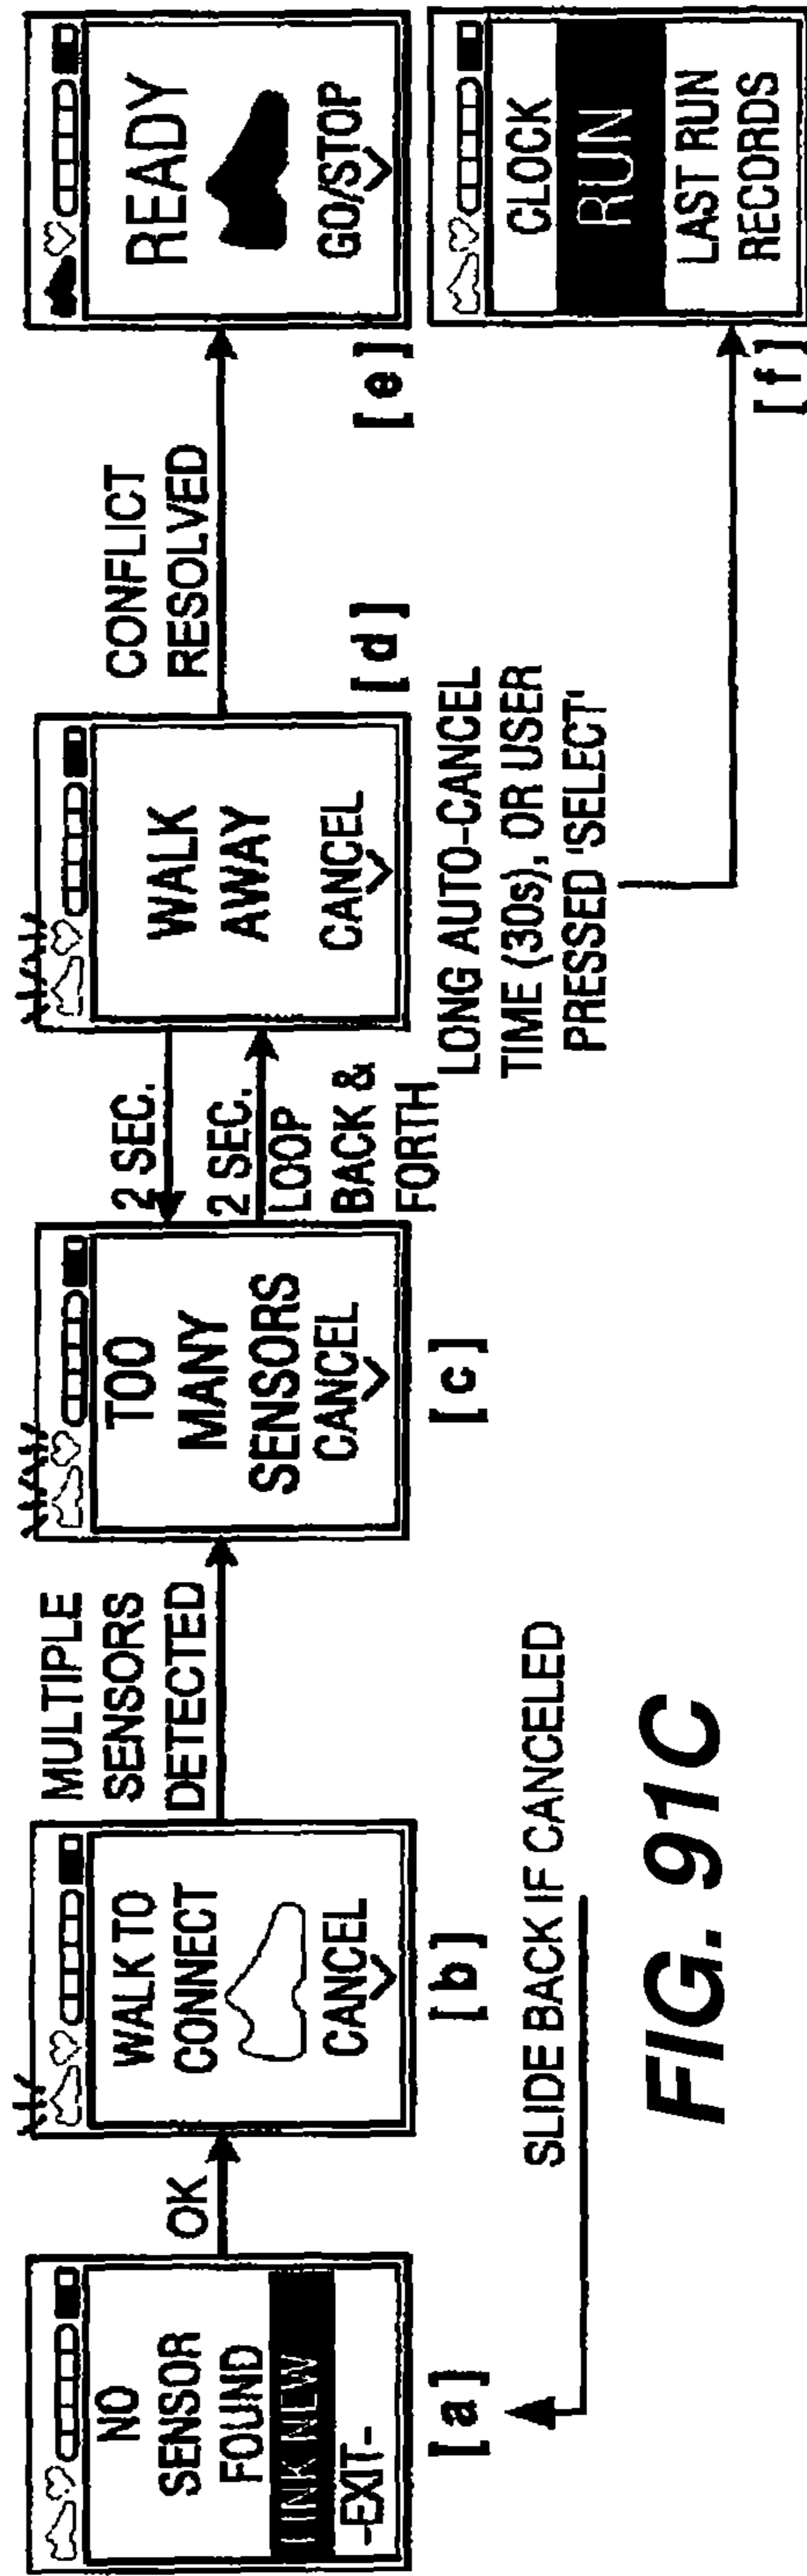 NO
SENSOR
FOUND
LINK NEW
-EXIT-
[a]
OK
WALK TO
CONNECT
CANCEL
[b]
SLIDE BACK IF CANCELED
MULTIPLE
SENSORS
DETECTED
TOO
MANY
SENSORS
CANCEL
[c]
2 SEC.
2 SEC.
LOOP
BACK &
FORTH
WALK
AWAY
CANCEL
[d]
LONG AUTO-CANCEL
TIME (30s), OR USER
PRESSED 'SELECT'
CONFLICT
RESOLVED
READY
GO/STOP
[e]
CLOCK
RUN
LAST RUN
RECORDS
[f]
FIG. 91C